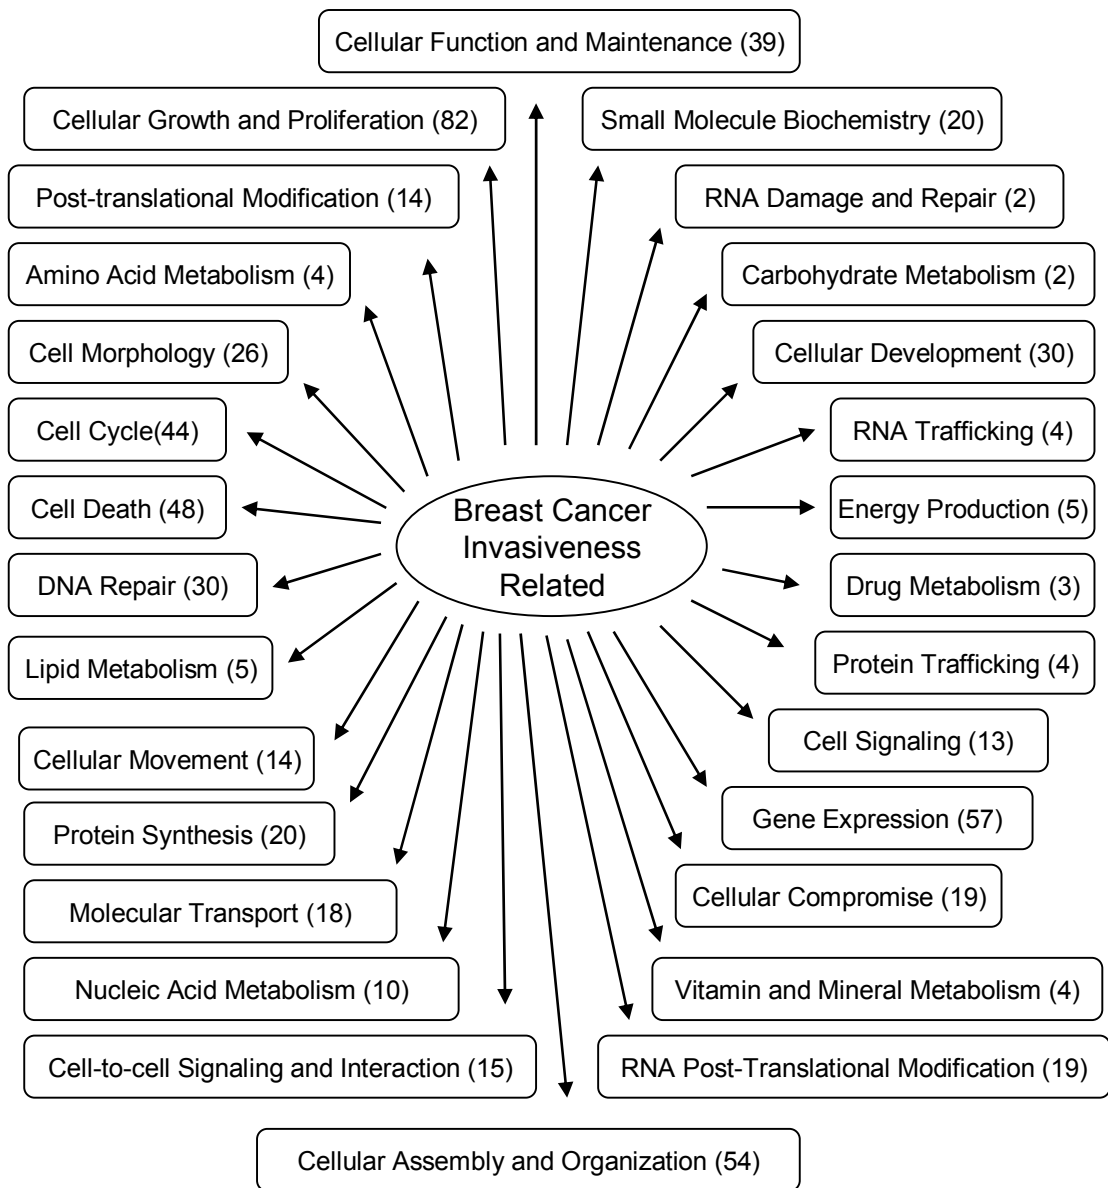 Cellular Function and Maintenance (39)
Cellular Growth and Proliferation (82)
Small Molecule Biochemistry (20)
Post-translational Modification (14)
RNA Damage and Repair (2)
Amino Acid Metabolism (4)
Carbohydrate Metabolism (2)
Cell Morphology (26)
Cellular Development (30)
Cell Cycle(44)
RNA Trafficking (4)
Cell Death (48)
Energy Production (5)
Breast Cancer
Invasiveness
Related
DNA Repair (30)
Drug Metabolism (3)
Lipid Metabolism (5)
Protein Trafficking (4)
Cellular Movement (14)
Cell Signaling (13)
Protein Synthesis (20)
Gene Expression (57)
Molecular Transport (18)
Cellular Compromise (19)
Nucleic Acid Metabolism (10)
Vitamin and Mineral Metabolism (4)
Cell-to-cell Signaling and Interaction (15)
RNA Post-Translational Modification (19)
Cellular Assembly and Organization (54)